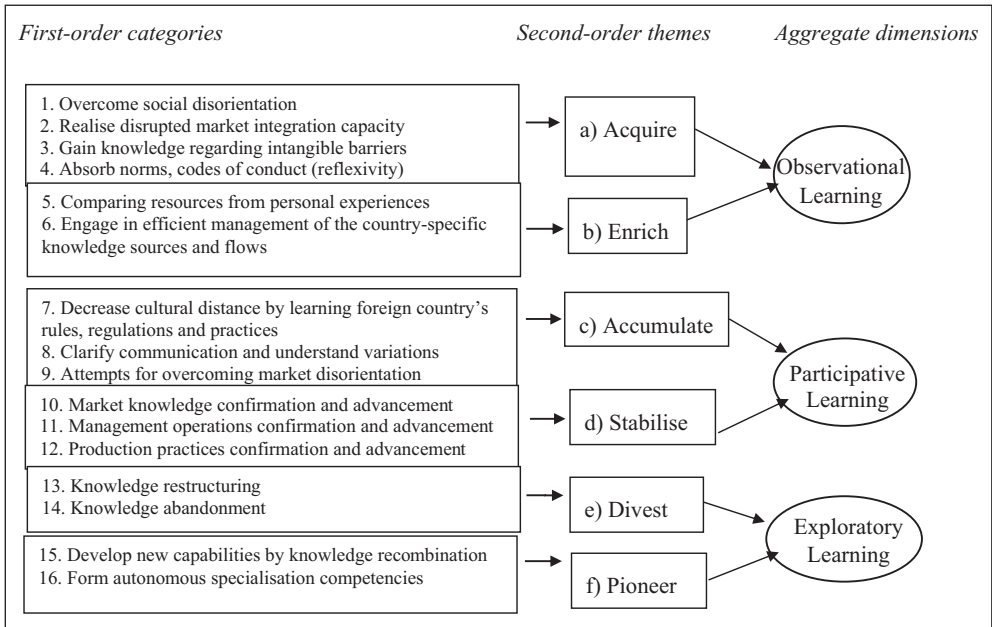 First-order categories
Second-order themes
Aggregate dimensions
1. Overcome social disorientation
2. Realise disrupted market integration capacity
3. Gain knowledge regarding intangible barriers
4. Absorb norms, codes of conduct (reflexivity)
a) Acquire
5. Comparing resources from personal experiences
6. Engage in efficient management of the country-specific
knowledge sources and flows
b) Enrich
Observational
Learning
7. Decrease cultural distance by learning foreign country's
rules, regulations and practices
8. Clarify communication and understand variations
9. Attempts for overcoming market disorientation
c) Accumulate
10. Market knowledge confirmation and advancement
11. Management operations confirmation and advancement
12. Production practices confirmation and advancement
d) Stabilise
Participative
Learning
13. Knowledge restructuring
14. Knowledge abandonment
e) Divest
15. Develop new capabilities by knowledge recombination
16. Form autonomous specialisation competencies
f) Pioneer
Exploratory
Learning